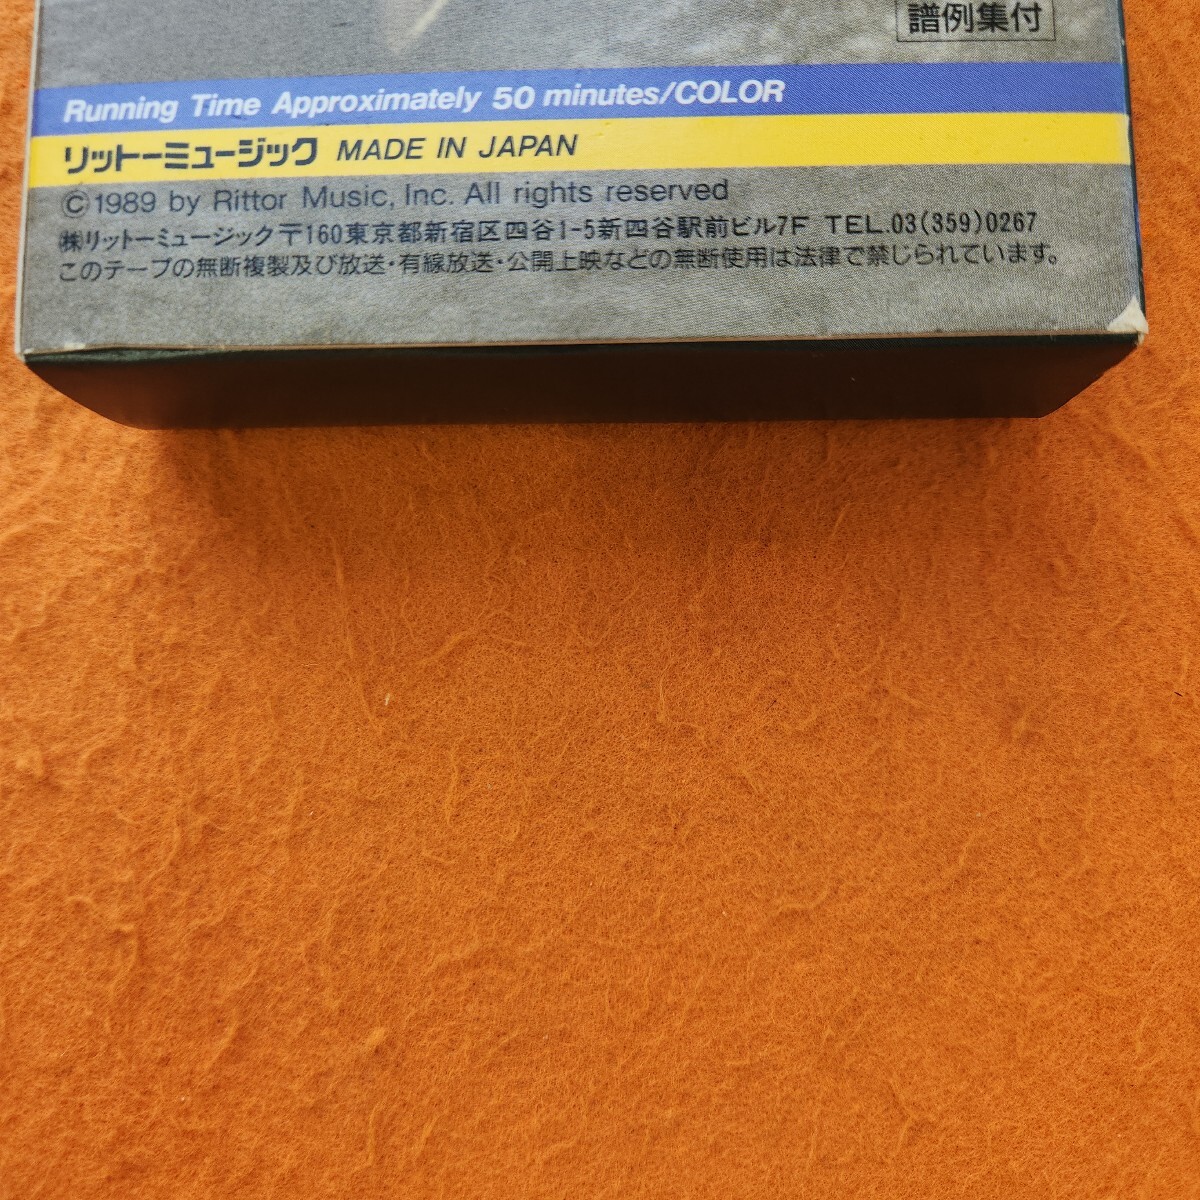 譜例集付
Running Time Approximately 50 minutes/COLOR
リットーミュージック MADE IN JAPAN
©1989 by Rittor Music, Inc. All rights reserved
㈱リットーミュージック〒160東京都新宿区四谷1-5新四谷駅前ビル7F TEL.03(359)0267
このテープの無断複製及び放送・有線放送・公開上映などの無断使用は法律で禁じられています。